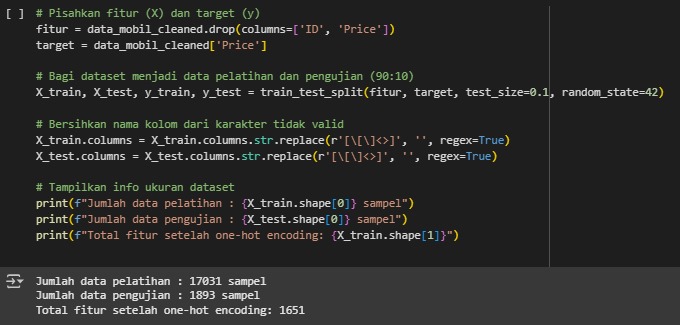 [ ] # Pisahkan fitur (X) dan target (y)
fitur = data_mobil_cleaned.drop(columns=['ID', 'Price'])
target = data_mobil_cleaned['Price']
# Bagi dataset menjadi data pelatihan dan pengujian (90:10)
X_train, X_test, y_train, y_test = train_test_split(fitur, target, test_size=0.1, random_state=42)
# Bersihkan nama kolom dari karakter tidak valid
X_train.columns = X_train.columns.str.replace(r'[\[\]<>]', '', regex=True)
X_test.columns = X_test.columns.str.replace(r'[\[\]<>]', '', regex=True)
# Tampilkan info ukuran dataset
print(f"Jumlah data pelatihan : {X_train.shape[0]} sampel")
print(f"Jumlah data pengujian : {X_test.shape[0]} sampel")
print(f"Total fitur setelah one-hot encoding: {X_train.shape[1]}")
Jumlah data pelatihan : 17031 sampel
Jumlah data pengujian : 1893 sampel
Total fitur setelah one-hot encoding: 1651